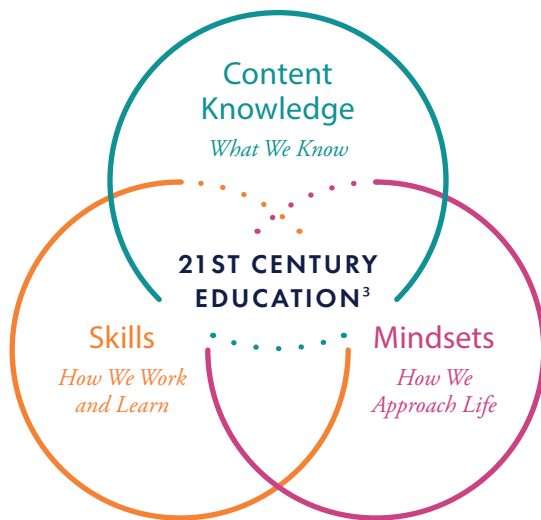 Content
Knowledge
What We Know
21ST CENTURY
EDUCATION³
Skills
How We Work
and Learn
Mindsets
How We
Approach Life